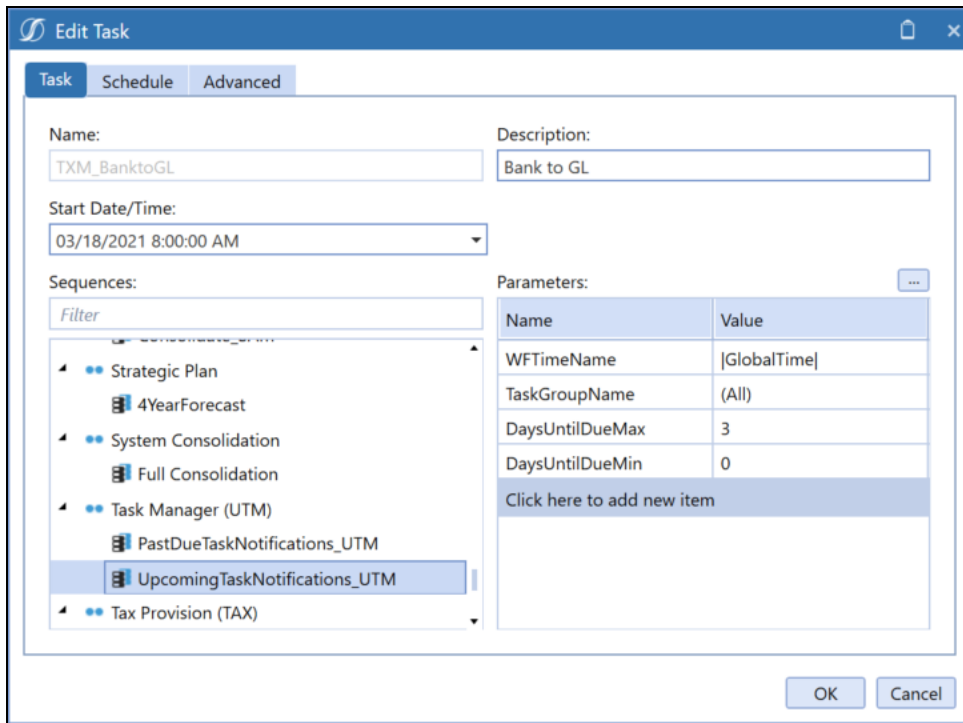 Edit Task
Task Schedule Advanced
Name: Description:
TXM_BanktoGL Bank to GL
Start Date/Time:
03/18/2021 8:00:00 AM
Sequences: Parameters: ...
Filter Name Value
WFTimeName |GlobalTime|
Strategic Plan
4YearForecast TaskGroupName (All)
DaysUntilDueMax 3
System Consolidation
Full Consolidation DaysUntilDueMin 0
Task Manager (UTM) Click here to add new item
PastDueTaskNotifications_UTM
UpcomingTaskNotifications_UTM
Tax Provision (TAX)
OK Cancel